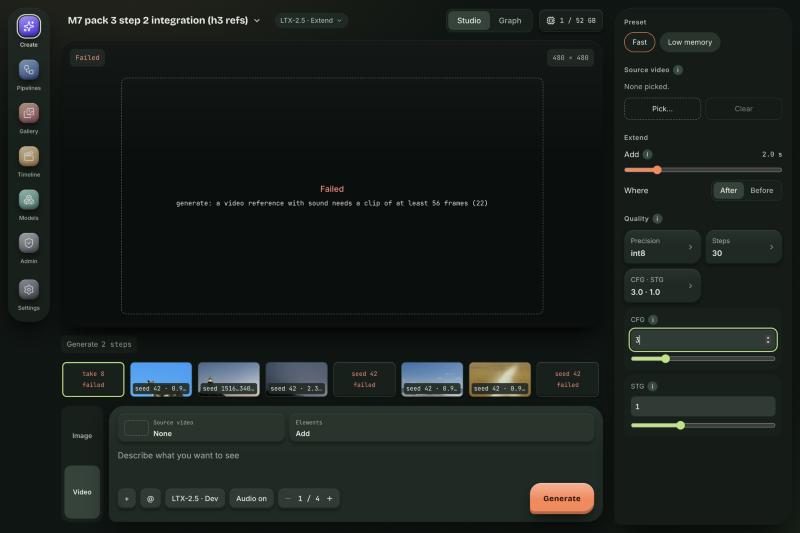 M7 pack 3 step 2 integration (h3 refs)
LTX-2.5 · Extend
Studio
Graph
1 / 52 GB
Create
Pipelines
Gallery
Timeline
Models
Admin
Settings
Failed
480 × 480
Failed
generate: a video reference with sound needs a clip of at least 56 frames (22)
Generate 2 steps
take 8
failed
seed 42 · 0.9…
seed 1516…340…
seed 42 · 2.3…
seed 42
failed
seed 42 · 0.9…
seed 42 · 0.9…
seed 42
failed
Image
Video
Source video
None
Elements
Add
Describe what you want to see
+
@
LTX-2.5 · Dev
Audio on
− 1 / 4 +
Generate
Preset
Fast
Low memory
Source video
None picked.
Pick...
Clear
Extend
Add
2.0 s
Where
After
Before
Quality
Precision
int8
Steps
30
CFG · STG
3.0 · 1.0
CFG
3
STG
1